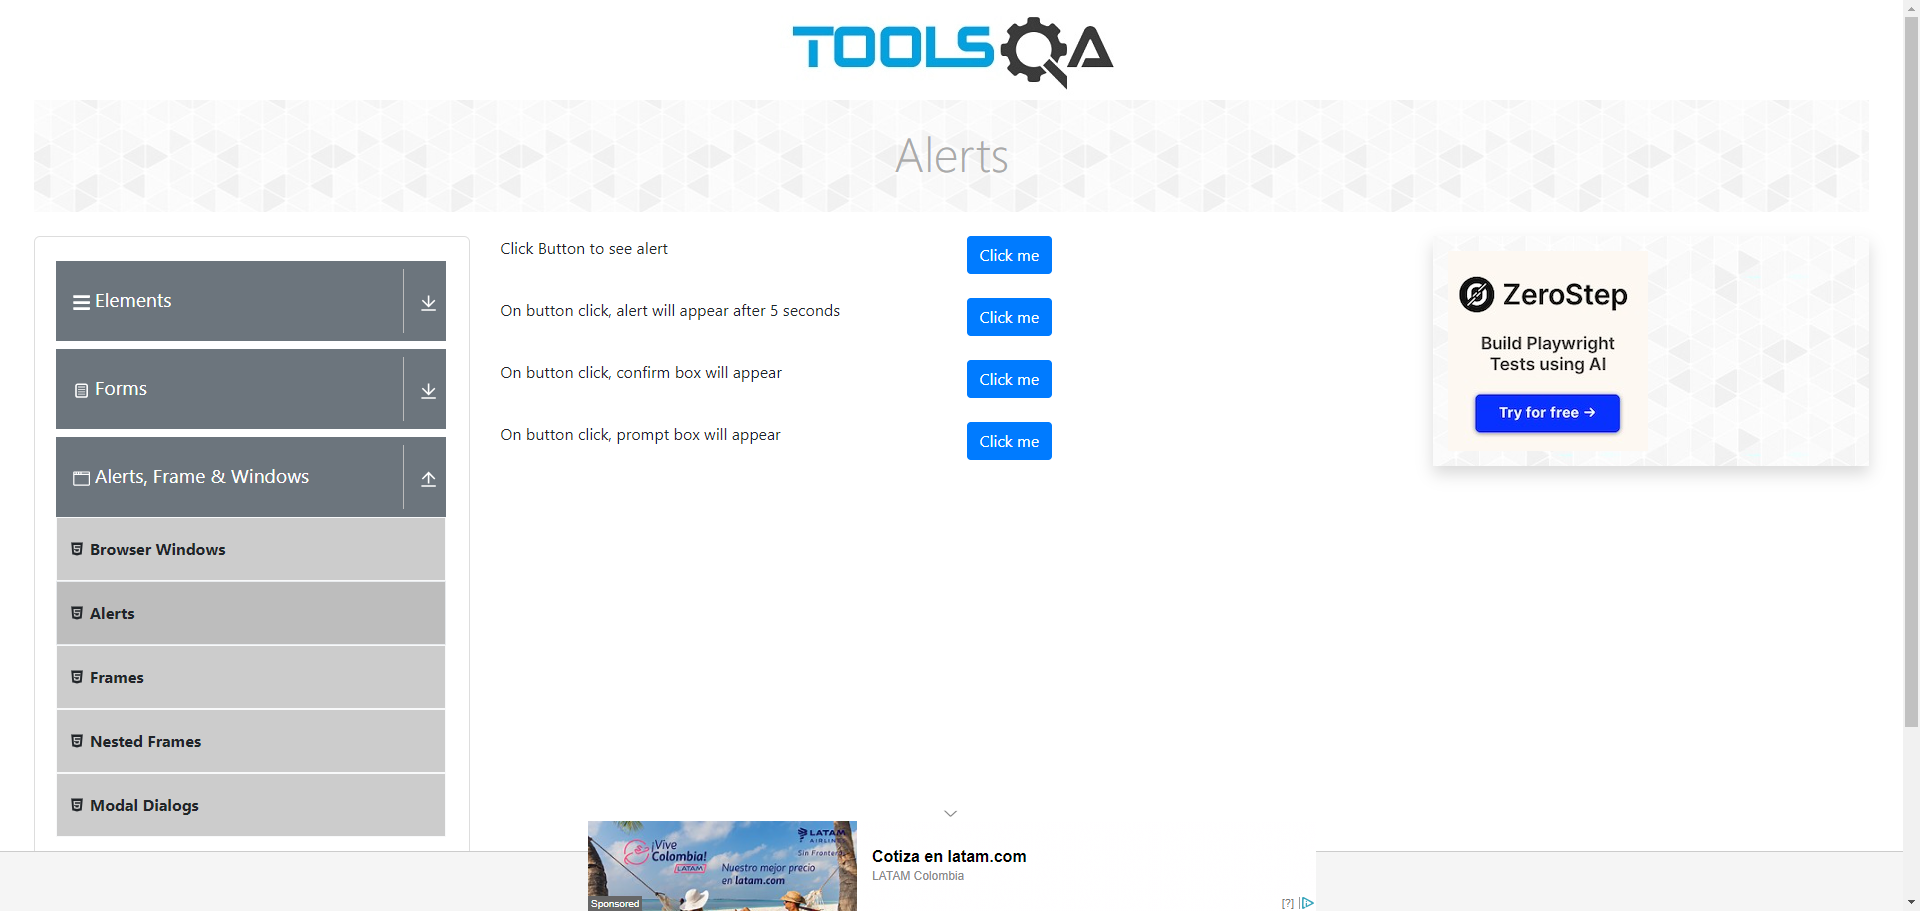 TOOLSQA
Alerts
Elements
Forms
Alerts, Frame & Windows
Browser Windows
Alerts
Frames
Nested Frames
Modal Dialogs
Click Button to see alert
Click me
On button click, alert will appear after 5 seconds
Click me
On button click, confirm box will appear
Click me
On button click, prompt box will appear
Click me
ZeroStep
Build Playwright
Tests using AI
Try for free →
¡Vive
Colombia!
LATAM
LATAM
AIRLINES
Sin Fronteras
Nuestro mejor precio
en latam.com
Sponsored
Cotiza en latam.com
LATAM Colombia
[?]